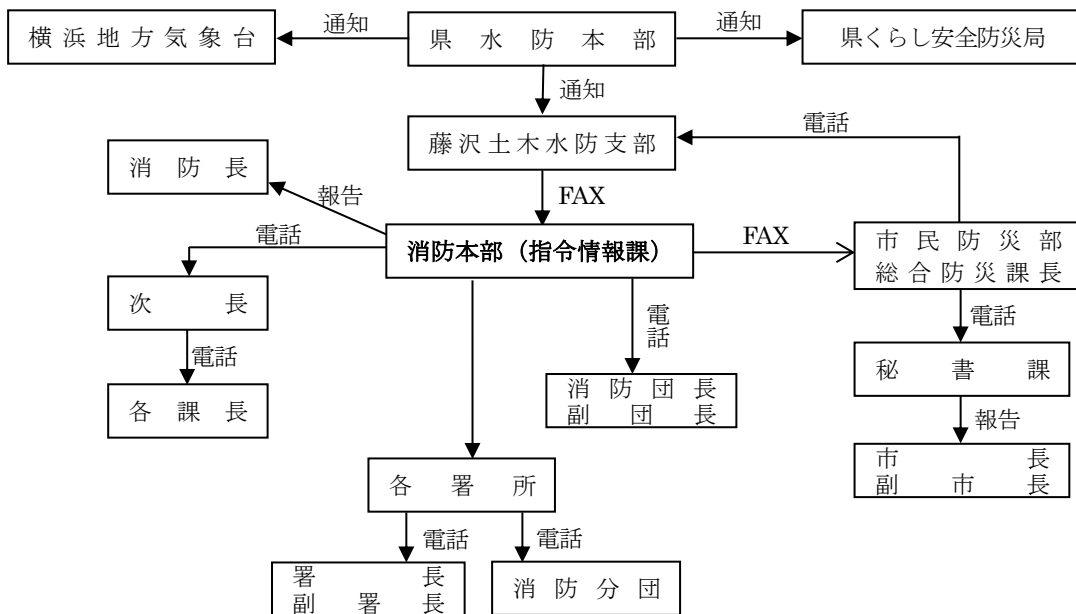 通知
通知
横浜地方気象台
県水防本部
県くらし安全防災局
通知
電話
藤沢土木水防支部
消防長
報告
FAX
電話
消防本部（指令情報課）
FAX
市民防災部
総合防災課長
次長
電話
電話
電話
秘書課
各課長
消防団長
副団長
報告
市長
副市長
各署所
電話
電話
署長
副署長
消防分団